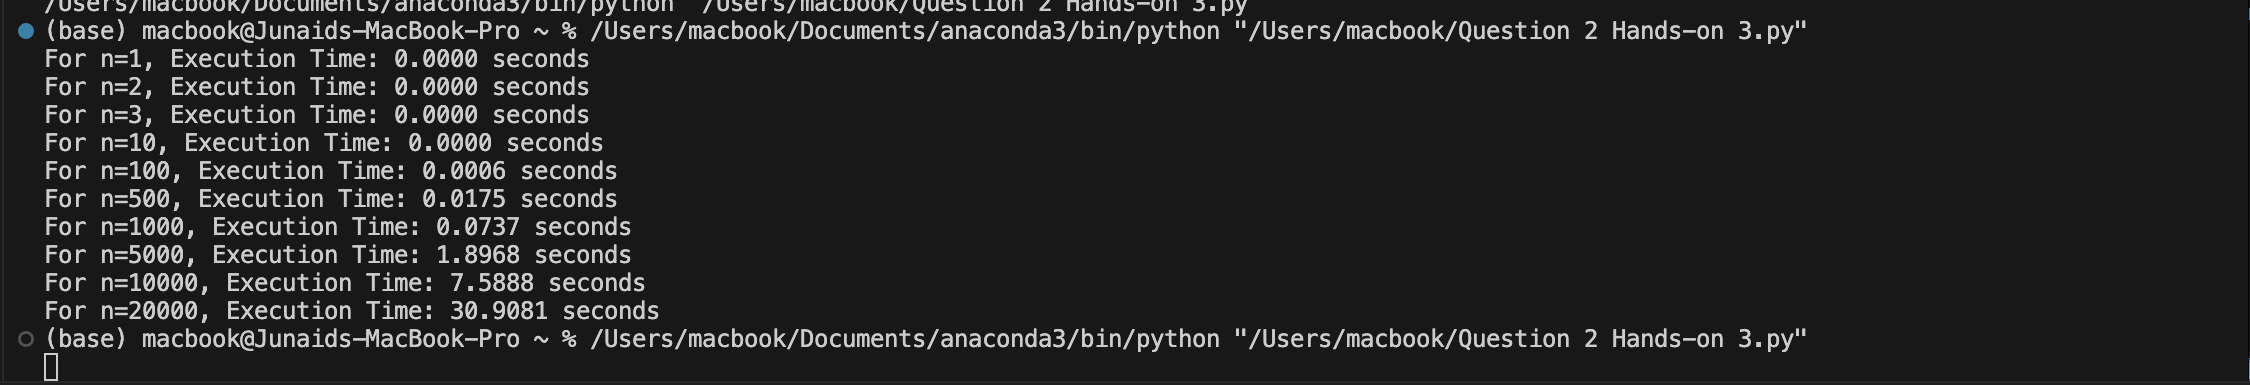 /Users/macbook/Documents/anaconda3/bin/python "/Users/macbook/Question 2 Hands-on 3.py"
(base) macbook@Junaids-MacBook-Pro ~ % /Users/macbook/Documents/anaconda3/bin/python "/Users/macbook/Question 2 Hands-on 3.py"
For n=1, Execution Time: 0.0000 seconds
For n=2, Execution Time: 0.0000 seconds
For n=3, Execution Time: 0.0000 seconds
For n=10, Execution Time: 0.0000 seconds
For n=100, Execution Time: 0.0006 seconds
For n=500, Execution Time: 0.0175 seconds
For n=1000, Execution Time: 0.0737 seconds
For n=5000, Execution Time: 1.8968 seconds
For n=10000, Execution Time: 7.5888 seconds
For n=20000, Execution Time: 30.9081 seconds
(base) macbook@Junaids-MacBook-Pro ~ % /Users/macbook/Documents/anaconda3/bin/python "/Users/macbook/Question 2 Hands-on 3.py"